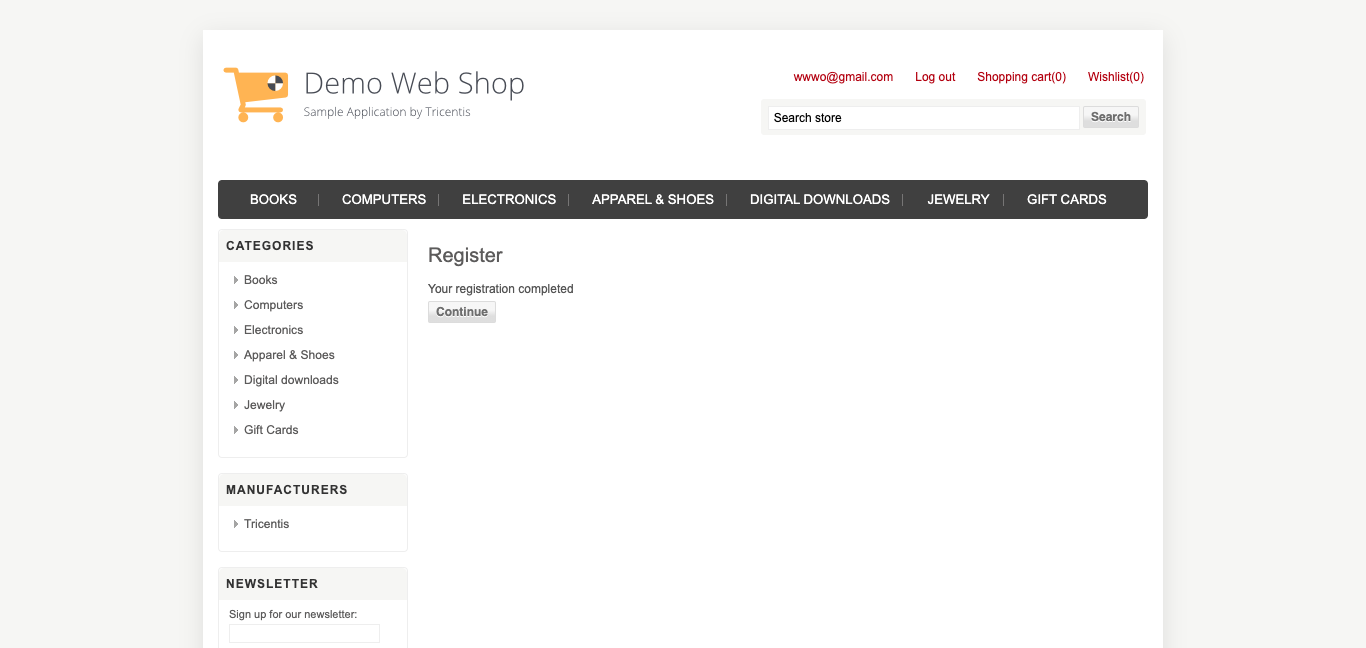 Demo Web Shop
Sample Application by Tricentis
wwwo@gmail.com Log out Shopping cart(0) Wishlist(0)
Search store Search
BOOKS COMPUTERS ELECTRONICS APPAREL & SHOES DIGITAL DOWNLOADS JEWELRY GIFT CARDS
CATEGORIES
Books
Computers
Electronics
Apparel & Shoes
Digital downloads
Jewelry
Gift Cards
MANUFACTURERS
Tricentis
NEWSLETTER
Sign up for our newsletter:
Register
Your registration completed
Continue